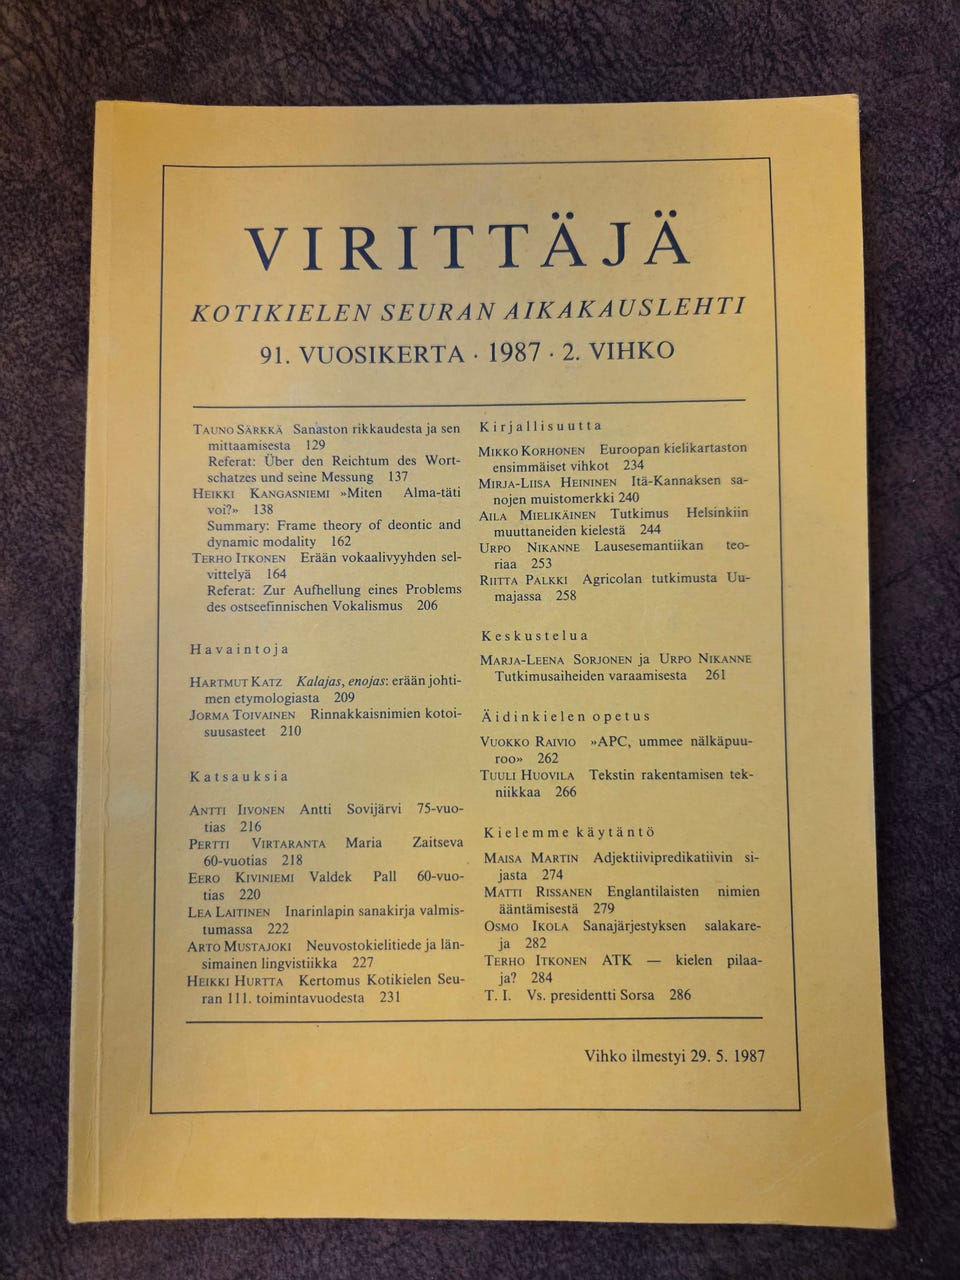 VIRITTÄJÄ
KOTIKIELEN SEURAN AIKAKAUSLEHTI
91. VUOSIKERTA · 1987 · 2. VIHKO
TAUNO SÄRKKÄ Sanaston rikkaudesta ja sen
mittaamisesta 129
Referat: Über den Reichtum des Wort-
schatzes und seine Messung 137
HEIKKI KANGASNIEMI »Miten Alma-täti
voi?» 138
Summary: Frame theory of deontic and
dynamic modality 162
TERHO ITKONEN Erään vokaalivyyhden sel-
vittelyä 164
Referat: Zur Aufhellung eines Problems
des ostseefinnischen Vokalismus 206
Havaintoja
HARTMUT KATZ Kalajas, enojas: erään johti-
men etymologiasta 209
JORMA TOIVAINEN Rinnakkaisnimien kotoi-
suusasteet 210
Katsauksia
ANTTI IIVONEN Antti Sovijärvi 75-vuo-
tias 216
PERTTI VIRTARANTA Maria Zaitseva
60-vuotias 218
EERO KIVINIEMI Valdek Pall 60-vuo-
tias 220
LEA LAITINEN Inarinlapin sanakirja valmis-
tumassa 222
ARTO MUSTAJOKI Neuvostokielitiede ja län-
simainen lingvistiikka 227
HEIKKI HURTTA Kertomus Kotikielen Seu-
ran 111. toimintavuodesta 231
Kirjallisuutta
MIKKO KORHONEN Euroopan kielikartaston
ensimmäiset vihkot 234
MIRJA-LIISA HEININEN Itä-Kannaksen sa-
nojen muistomerkki 240
AILA MIELIKÄINEN Tutkimus Helsinkiin
muuttaneiden kielestä 244
URPO NIKANNE Lausesemantiikan teo-
riaa 253
RIITTA PALKKI Agricolan tutkimusta Uu-
majassa 258
Keskustelua
MARJA-LEENA SORJONEN ja URPO NIKANNE
Tutkimusaiheiden varaamisesta 261
Äidinkielen opetus
VUOKKO RAIVIO »APC, ummee nälkäpuu-
roo» 262
TUULI HUOVILA Tekstin rakentamisen tek-
niikkaa 266
Kielemme käytäntö
MAISA MARTIN Adjektiivipredikatiivin si-
jasta 274
MATTI RISSANEN Englantilaisten nimien
ääntämisestä 279
OSMO IKOLA Sanajärjestyksen salakare-
ja 282
TERHO ITKONEN ATK — kielen pilaa-
ja? 284
T. I. Vs. presidentti Sorsa 286
Vihko ilmestyi 29. 5. 1987